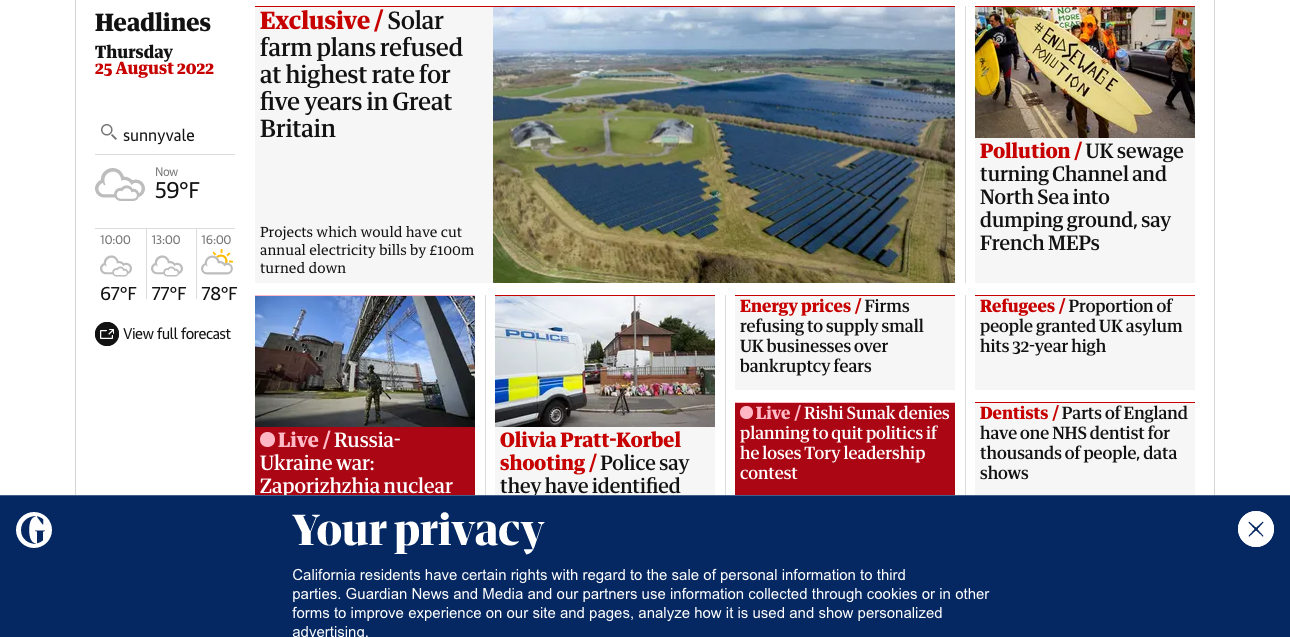 Headlines
Thursday
25 August 2022
sunnyvale
Now
59°F
10:00
13:00
16:00
67°F
77°F
78°F
View full forecast
Exclusive / Solar
farm plans refused
at highest rate for
five years in Great
Britain
Projects which would have cut
annual electricity bills by £100m
turned down
NO
MORE
CRAP
#ENDSEWAGE
POLLUTION
Pollution / UK sewage
turning Channel and
North Sea into
dumping ground, say
French MEPs
Live / Russia-
Ukraine war:
Zaporizhzhia nuclear
POLICE
Olivia Pratt-Korbel
shooting / Police say
they have identified
Energy prices / Firms
refusing to supply small
UK businesses over
bankruptcy fears
Live / Rishi Sunak denies
planning to quit politics if
he loses Tory leadership
contest
Refugees / Proportion of
people granted UK asylum
hits 32-year high
Dentists / Parts of England
have one NHS dentist for
thousands of people, data
shows
G
Your privacy
California residents have certain rights with regard to the sale of personal information to third
parties. Guardian News and Media and our partners use information collected through cookies or in other
forms to improve experience on our site and pages, analyze how it is used and show personalized
advertising.